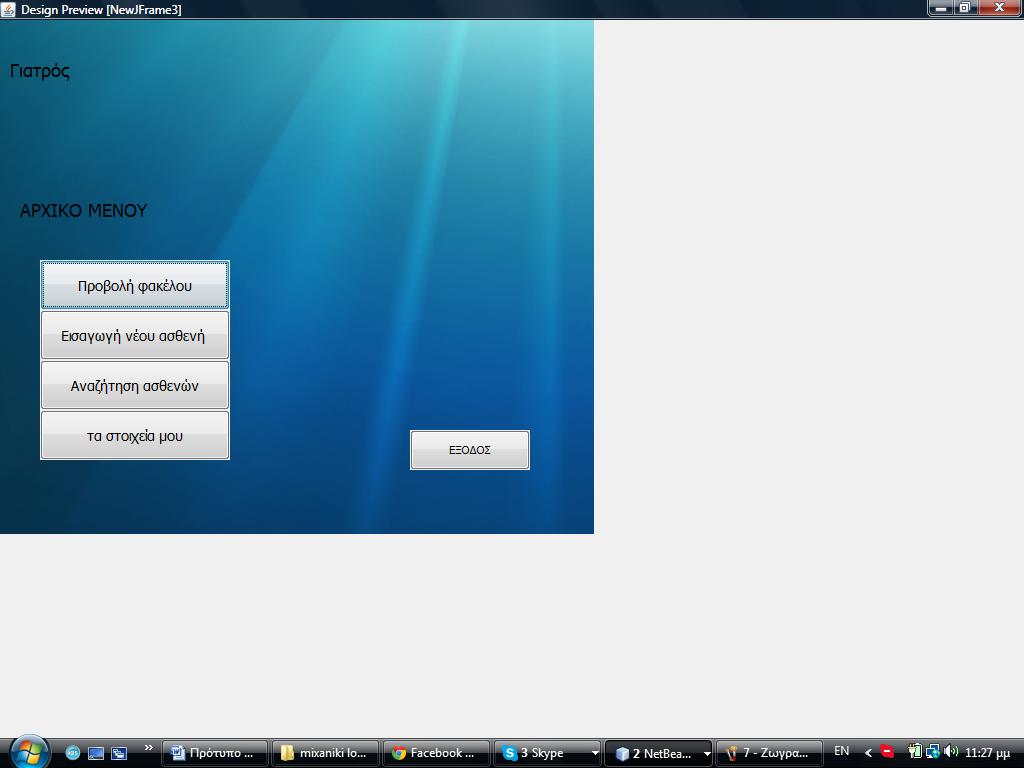 Design Preview [NewJFrame3]
Γιατρός
ΑΡΧΙΚΟ ΜΕΝΟΥ
Προβολή φακέλου
Εισαγωγή νέου ασθενή
Αναζήτηση ασθενών
τα στοιχεία μου
ΕΞΟΔΟΣ
Πρότυπο ... mixaniki lo... Facebook ... 3 Skype 2 NetBea... 7 - Ζωγρα... EN 11:27 μμ